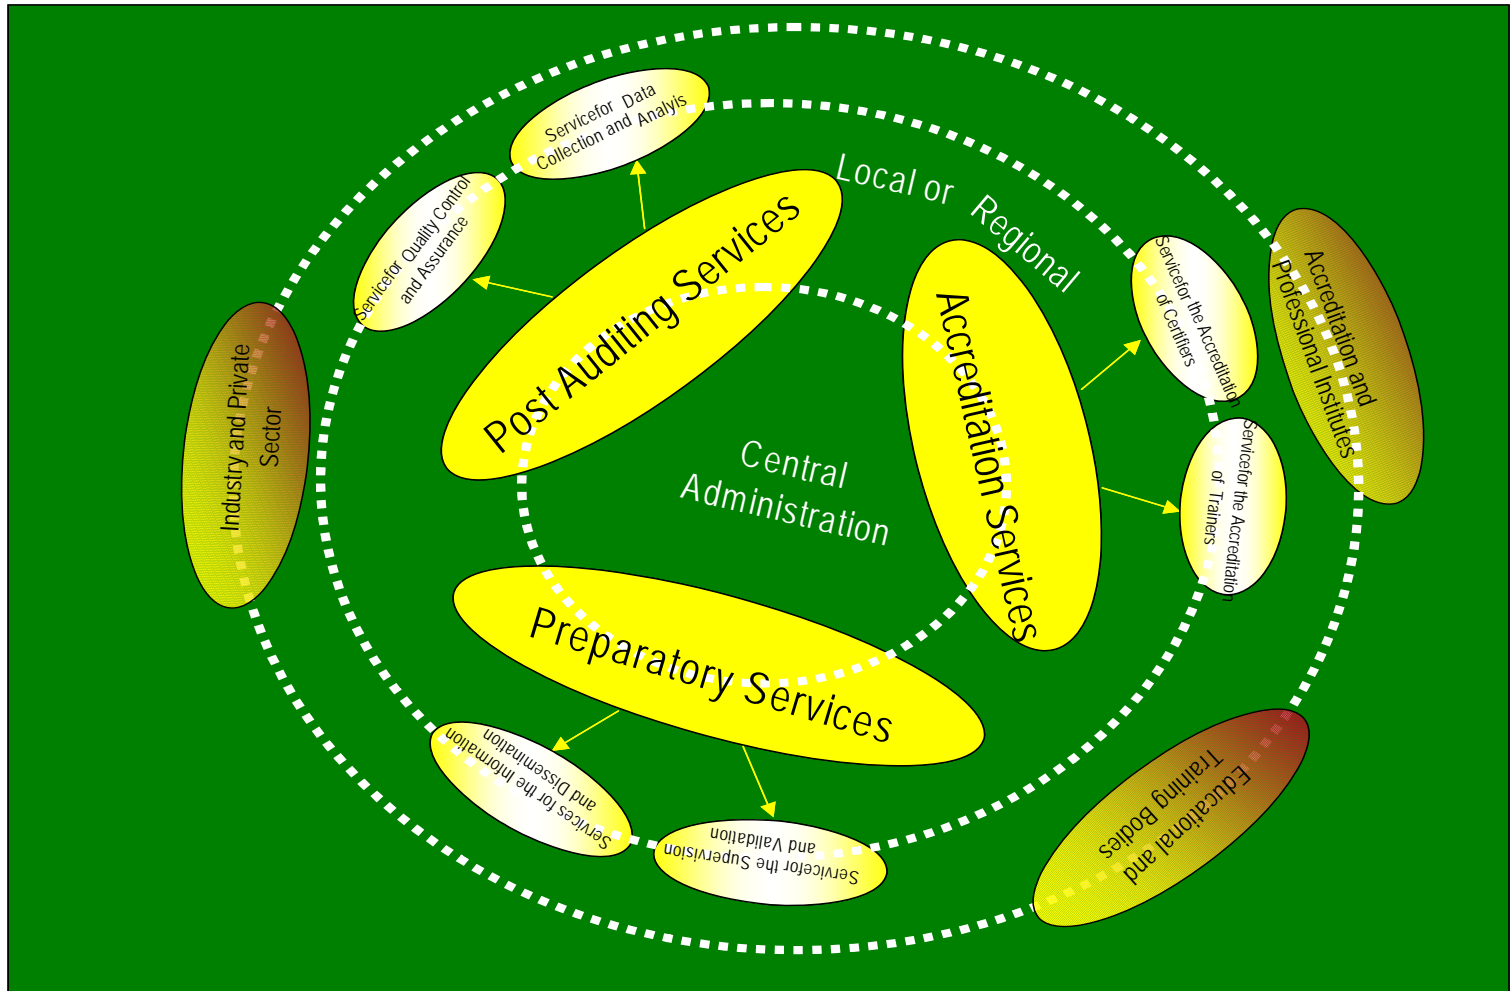 Servicefor Data
Collection and Analyis
Servicefor Quality Control
and Assurance
Local or Regional
Post Auditing Services
Accreditation Services
Servicefor the Accreditation
of Certifiers
Accreditation and
Professional Institutes
Industry and Private
Sector
Central
Administration
Servicefor the Accreditation
of Trainers
Preparatory Services
Services for the Information
and Dissemination
Servicefor the Supervision
and Validation
Educational and
Training Bodies